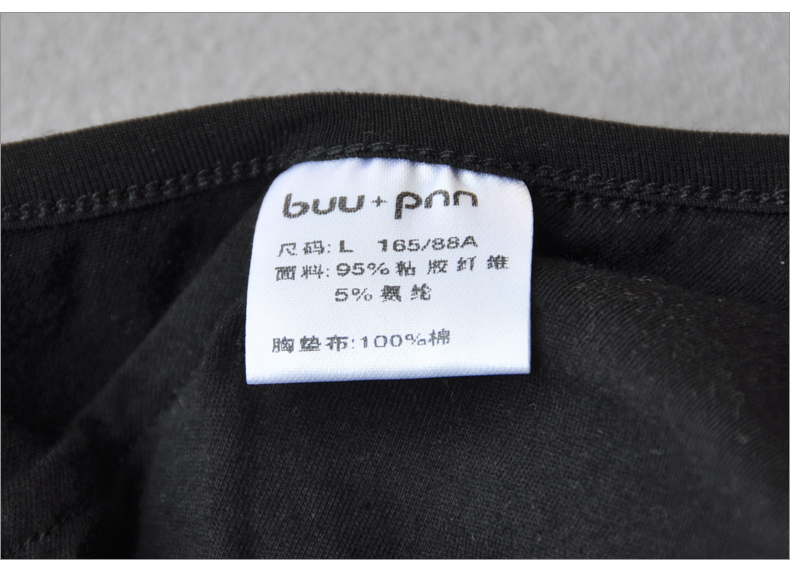 buu+pnn
尺码: L 165/88A
面料: 95% 粘胶纤维
5% 氨纶
胸垫布:100%棉